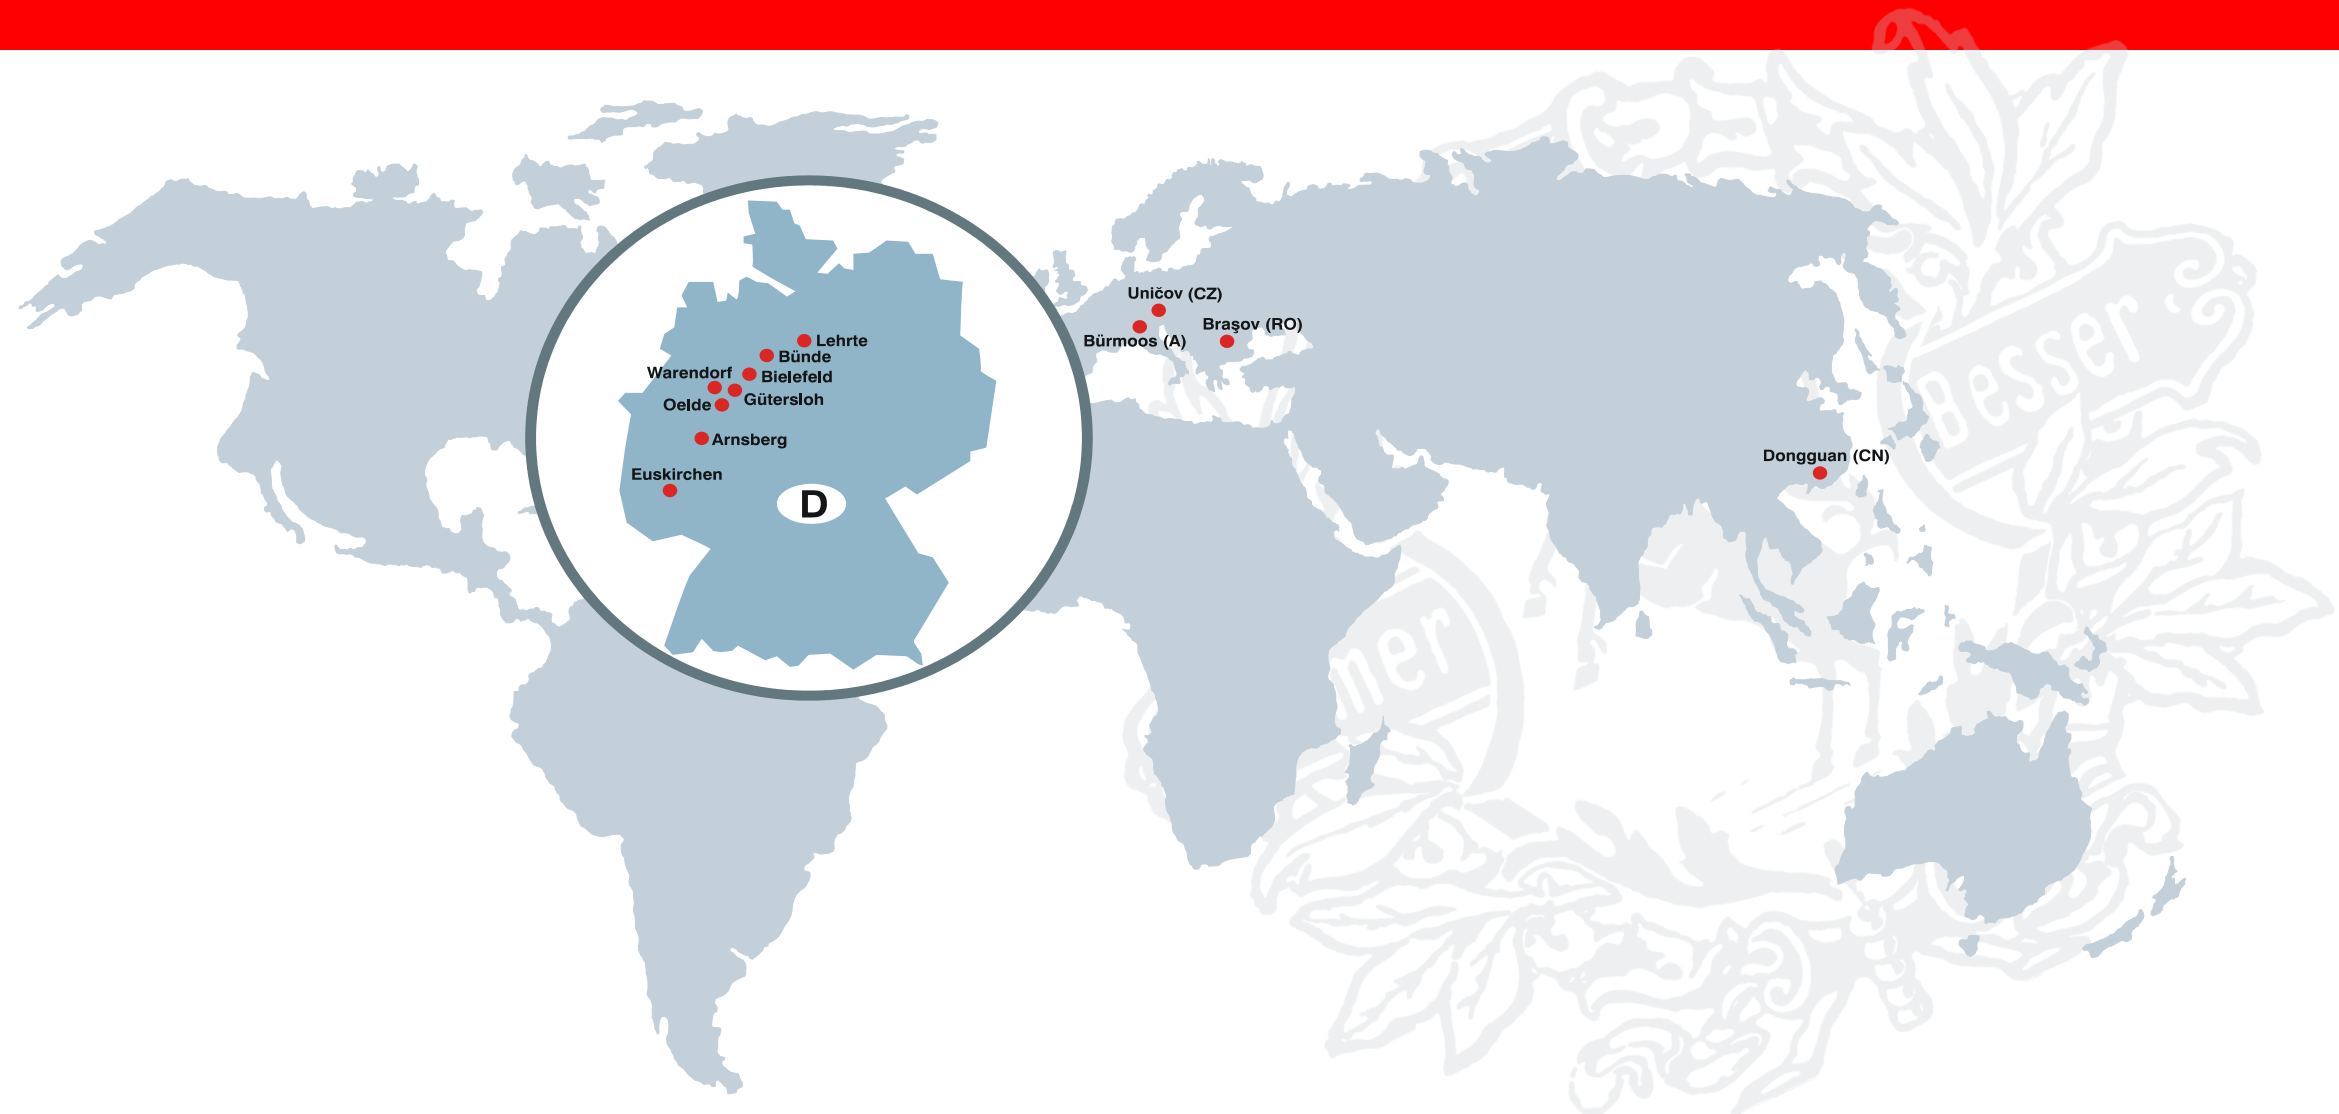 Uničov (CZ)
Braşov (RO)
Bürmoos (A)
Lehrte
Bünde
Warendorf
Bielefeld
Oelde
Gütersloh
Arnsberg
Euskirchen
D
Dongguan (CN)
Besser